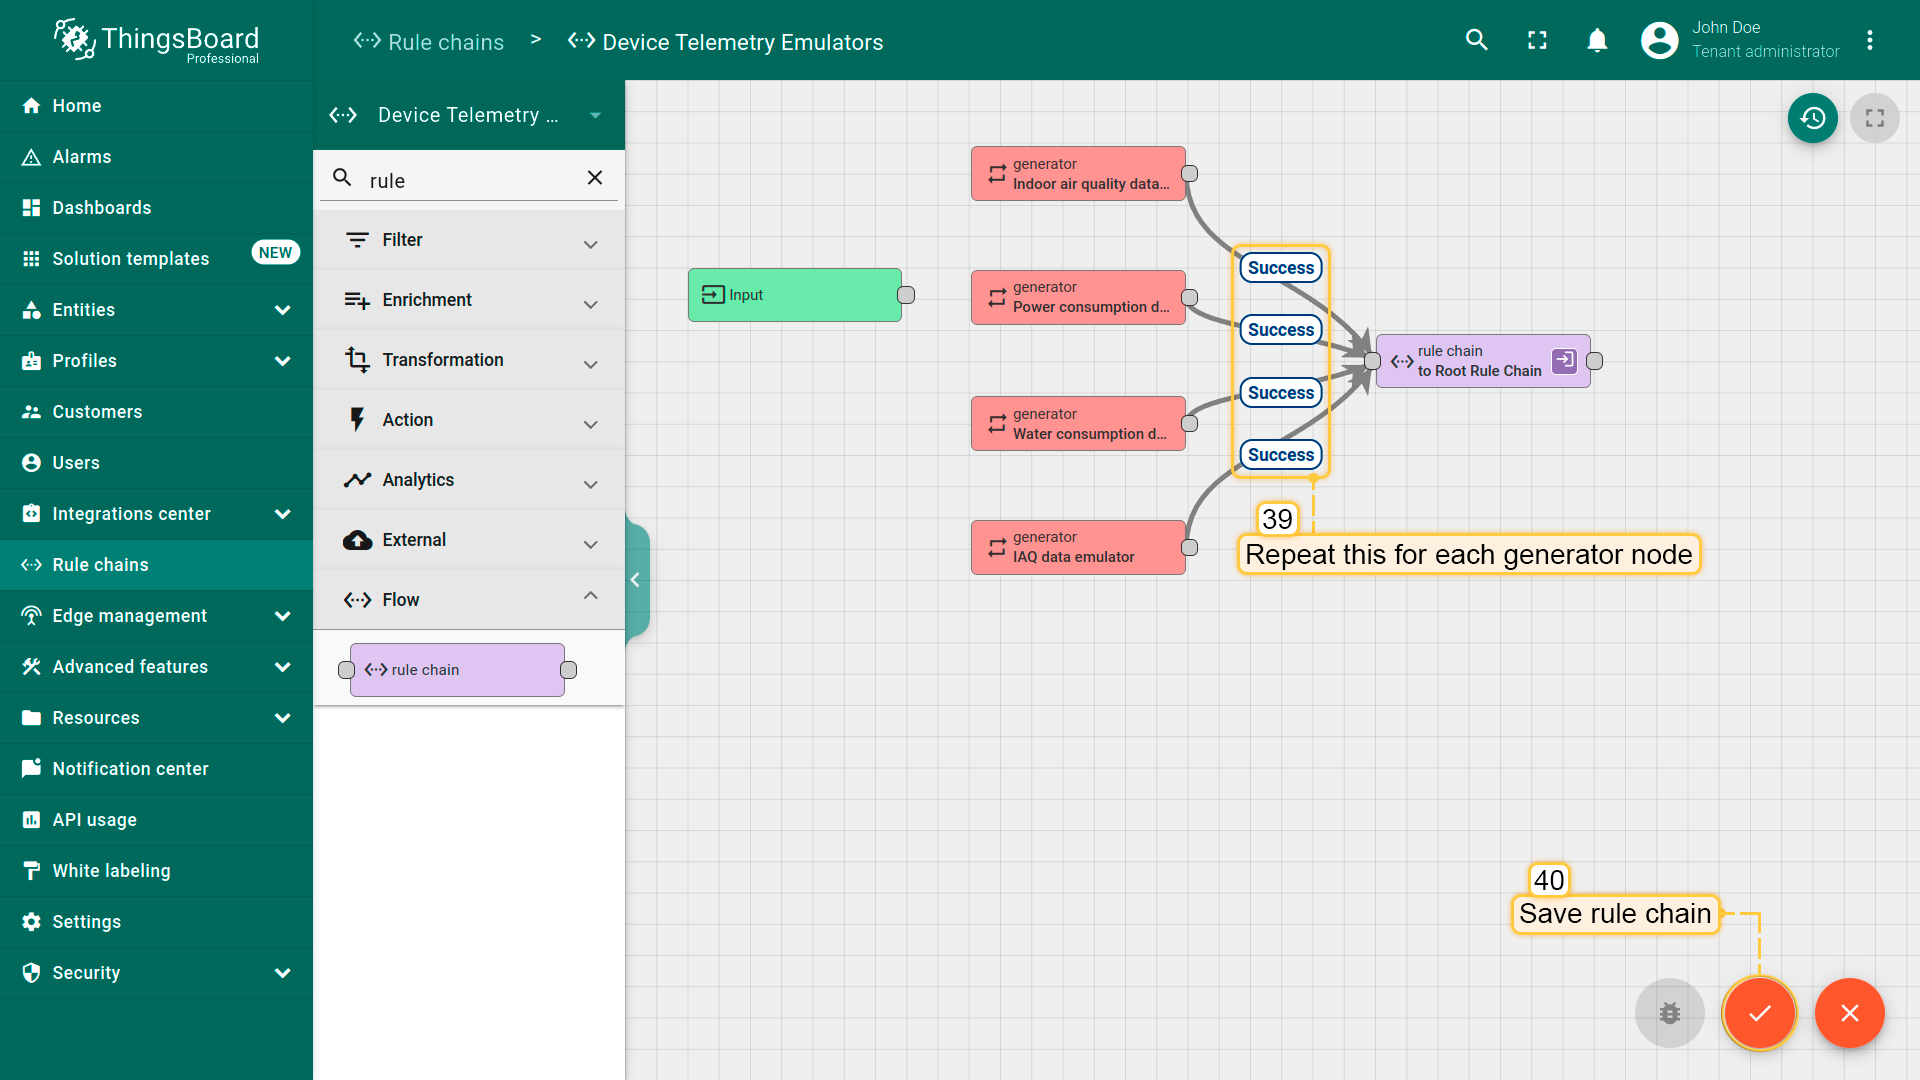 ThingsBoard
Professional
Rule chains > Device Telemetry Emulators
John Doe
Tenant administrator
Home
Alarms
Dashboards
Solution templates
NEW
Entities
Profiles
Customers
Users
Integrations center
Rule chains
Edge management
Advanced features
Resources
Notification center
API usage
White labeling
Settings
Security
Device Telemetry ...
rule
Filter
Enrichment
Transformation
Action
Analytics
External
Flow
rule chain
Input
generator
Indoor air quality data...
generator
Power consumption d...
generator
Water consumption d...
generator
IAQ data emulator
Success
Success
Success
Success
rule chain
to Root Rule Chain
39
Repeat this for each generator node
40
Save rule chain